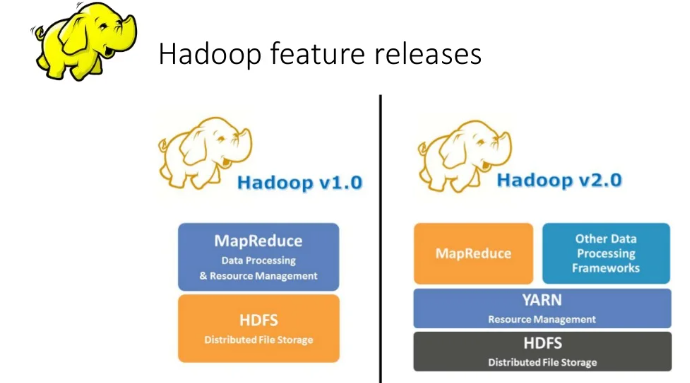 Hadoop feature releases
Hadoop v1.0
MapReduce
Data Processing
& Resource Management
HDFS
Distributed File Storage
Hadoop v2.0
MapReduce
Other Data
Processing
Frameworks
YARN
Resource Management
HDFS
Distributed File Storage